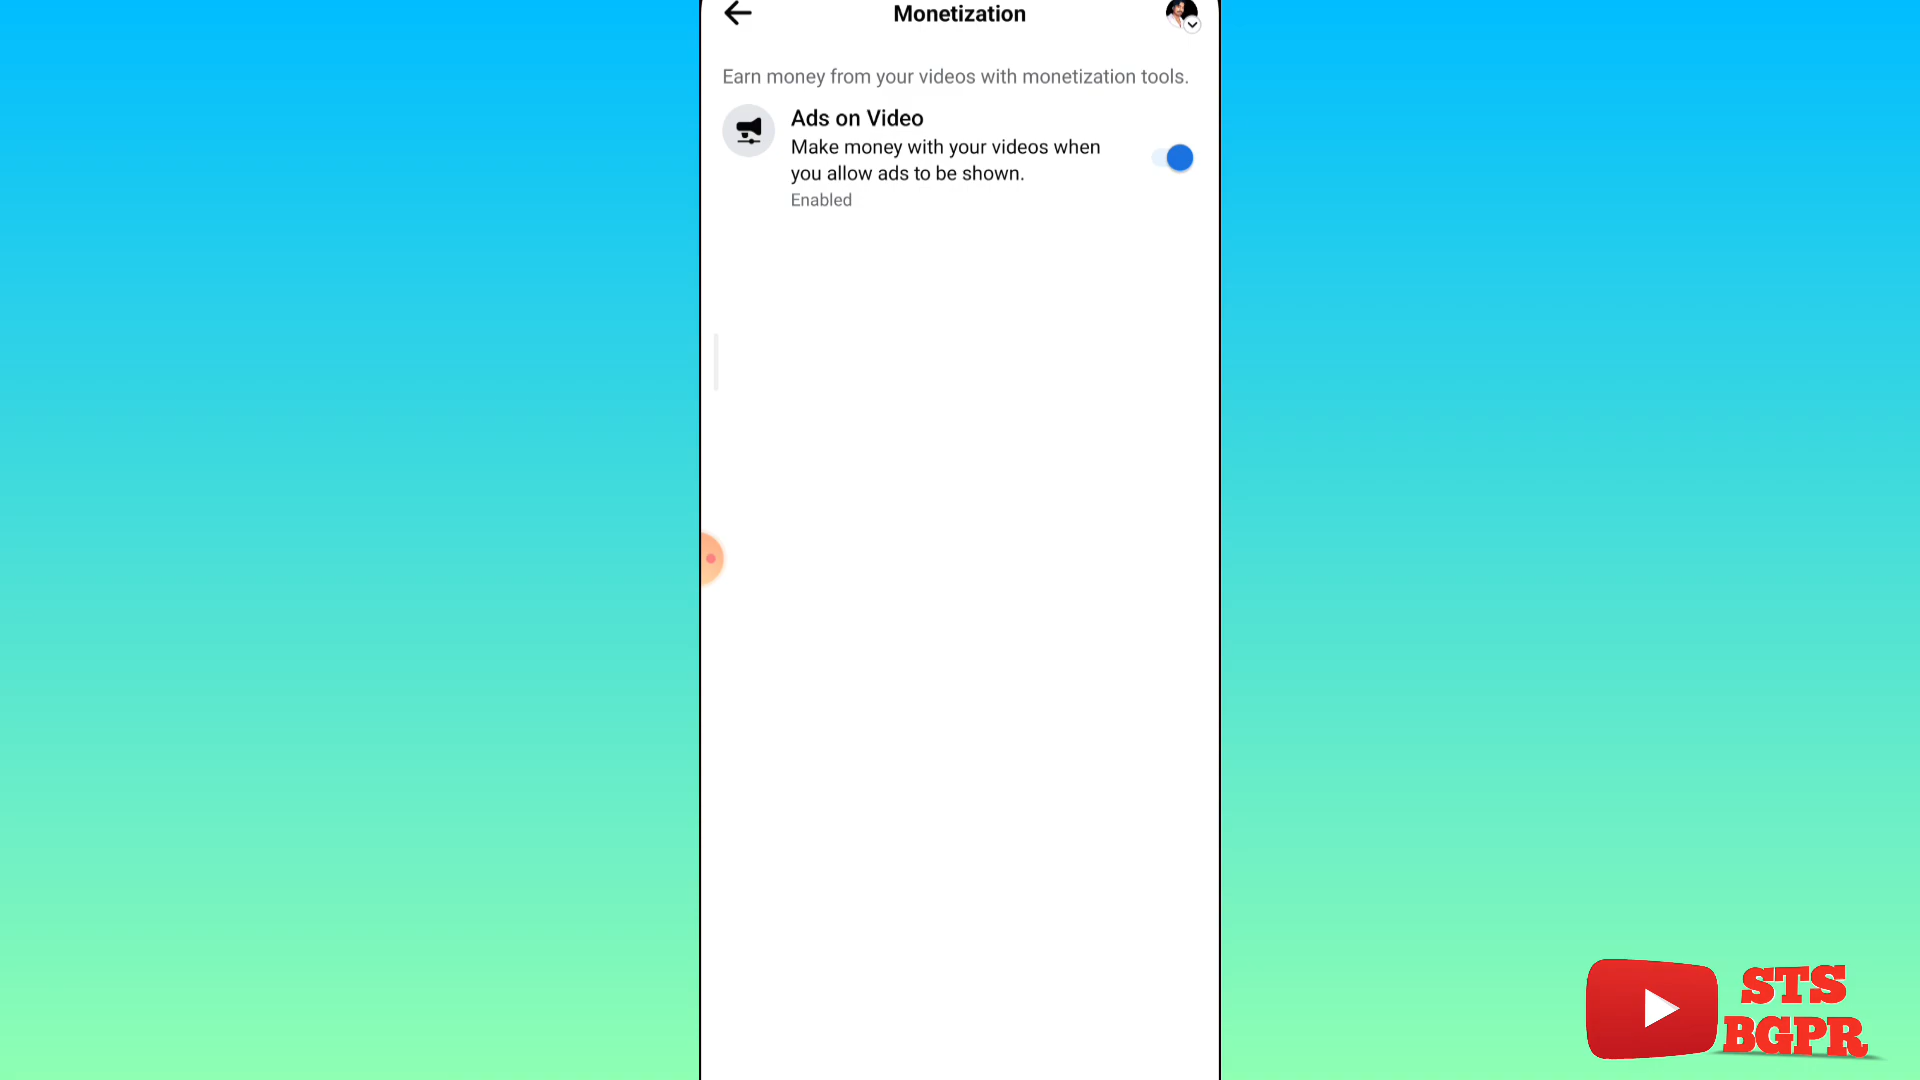 Monetization
Earn money from your videos with monetization tools.
Ads on Video
Make money with your videos when
you allow ads to be shown.
Enabled
STS
BGPR